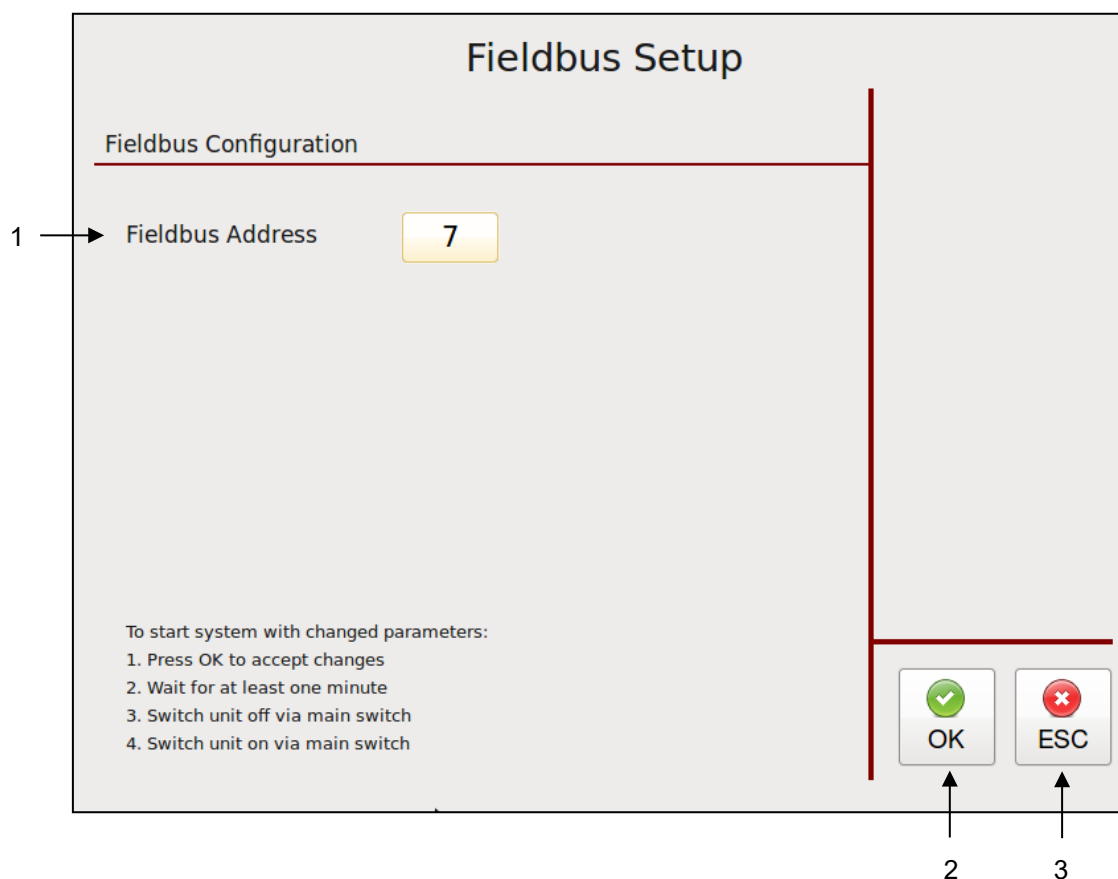 Fieldbus Setup
Fieldbus Configuration
1
Fieldbus Address 7
To start system with changed parameters:
1. Press OK to accept changes
2. Wait for at least one minute
3. Switch unit off via main switch
4. Switch unit on via main switch
OK ESC
2 3